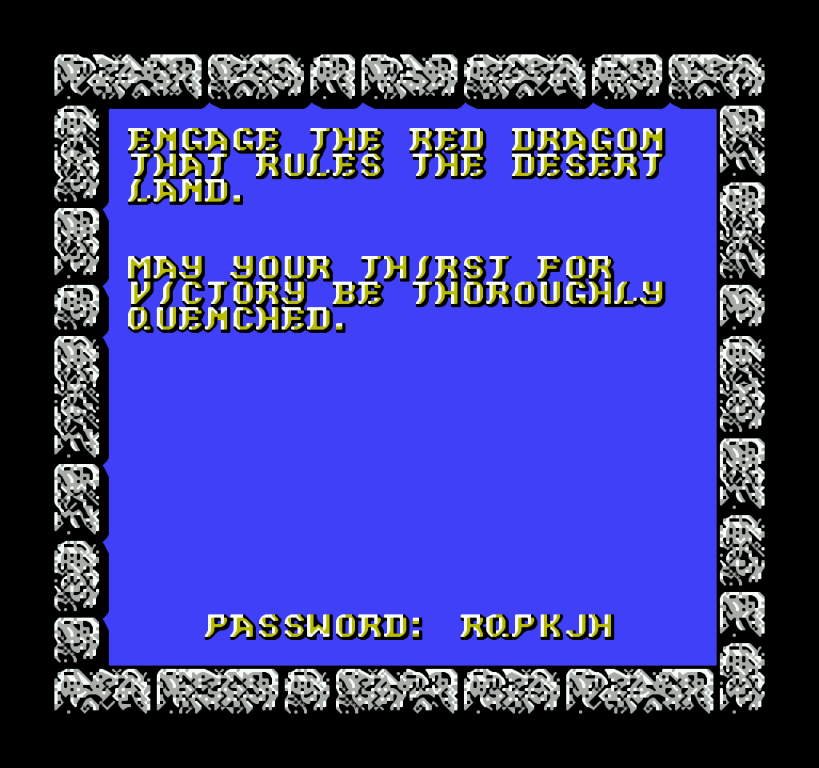 ENGAGE THE RED DRAGON
THAT RULES THE DESERT
LAND.
MAY YOUR THIRST FOR
VICTORY BE THOROUGHLY
QUENCHED.
PASSWORD: RQPKJH